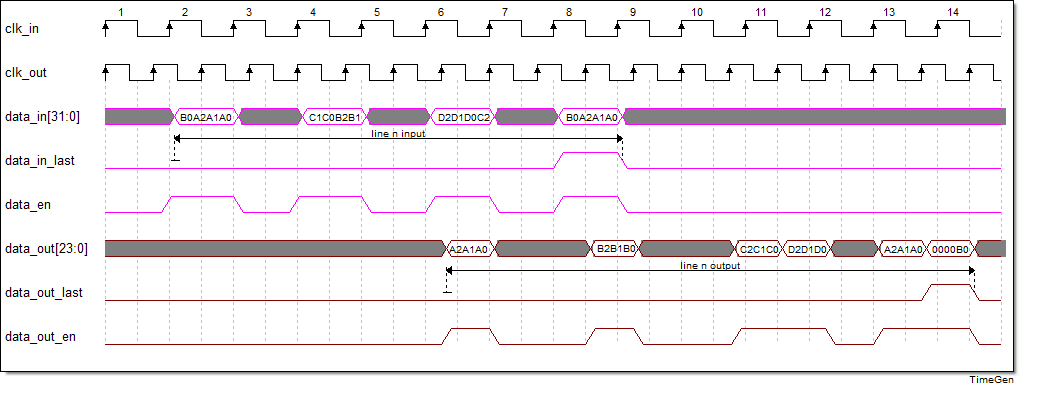 1 2 3 4 5 6 7 8 9 10 11 12 13 14
clk_in
clk_out
data_in[31:0] B0A2A1A0 C1C0B2B1 D2D1D0C2 B0A2A1A0
line n input
data_in_last
data_en
data_out[23:0] A2A1A0 B2B1B0 C2C1C0 D2D1D0 A2A1A0 0000B0
line n output
data_out_last
data_out_en
TimeGen